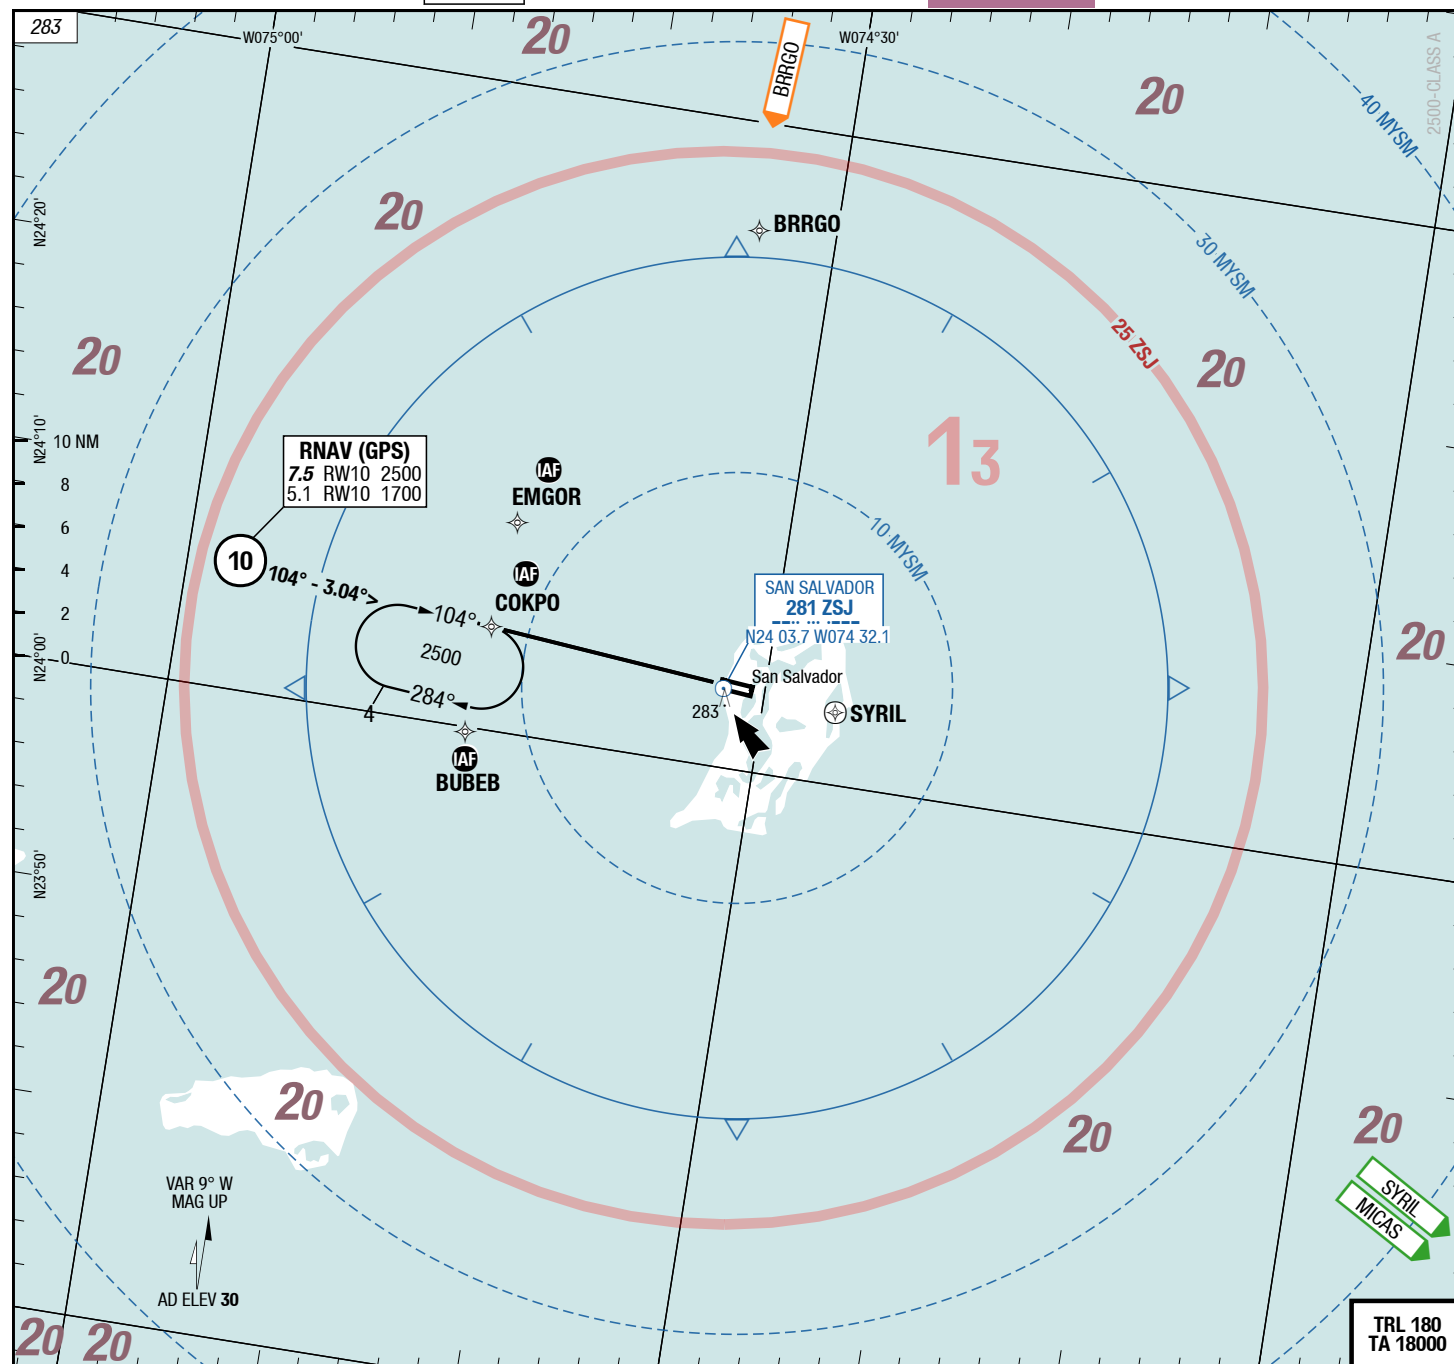 283
W075°00'
20
BRRGO
W074°30'
2500-CLASS A
20
40 MYSM
20
N24°20'
BRRGO
30 MYSM
25 ZSJ
20
20
13
N24°10'
10 NM
8
6
4
2
0
N24°00'
RNAV (GPS)
7.5 RW10 2500
5.1 RW10 1700
IAF
EMGOR
10 MYSM
10
104° - 3.04°>
IAF
COKPO
104°
2500
284°
4
SAN SALVADOR
281 ZSJ
N24 03.7 W074 32.1
San Salvador
283
SYRIL
20
IAF
BUBEB
N23°50'
20
20
20
20
VAR 9° W
MAG UP
AD ELEV 30
SYRIL
MICAS
20 20
TRL 180
TA 18000